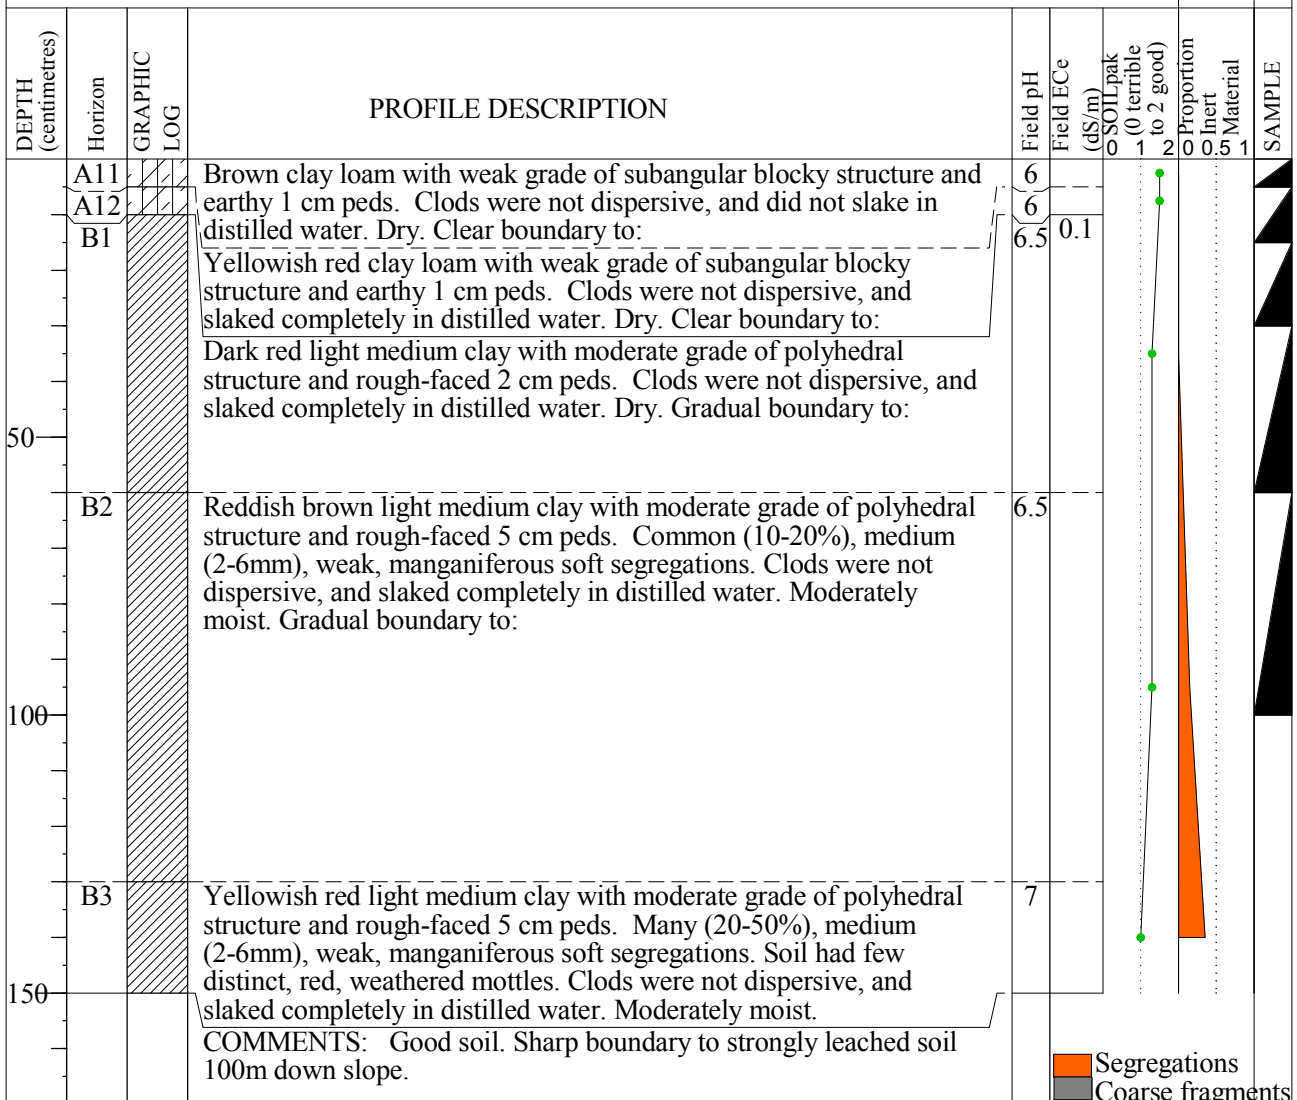 DEPTH
(centimetres)
Horizon
GRAPHIC
LOG
PROFILE DESCRIPTION
Field pH
Field ECe
(dS/m)
SOILpak
(0 terrible
to 2 good)
0 1 2
Proportion
Inert
Material
0 0.5 1
SAMPLE
A11
Brown clay loam with weak grade of subangular blocky structure and
earthy 1 cm peds. Clods were not dispersive, and did not slake in
distilled water. Dry. Clear boundary to:
6
A12
Yellowish red clay loam with weak grade of subangular blocky
structure and earthy 1 cm peds. Clods were not dispersive, and
slaked completely in distilled water. Dry. Clear boundary to:
6
B1
Dark red light medium clay with moderate grade of polyhedral
structure and rough-faced 2 cm peds. Clods were not dispersive, and
slaked completely in distilled water. Dry. Gradual boundary to:
6.5
0.1
50
B2
Reddish brown light medium clay with moderate grade of polyhedral
structure and rough-faced 5 cm peds. Common (10-20%), medium
(2-6mm), weak, manganiferous soft segregations. Clods were not
dispersive, and slaked completely in distilled water. Moderately
moist. Gradual boundary to:
6.5
100
B3
Yellowish red light medium clay with moderate grade of polyhedral
structure and rough-faced 5 cm peds. Many (20-50%), medium
(2-6mm), weak, manganiferous soft segregations. Soil had few
distinct, red, weathered mottles. Clods were not dispersive, and
slaked completely in distilled water. Moderately moist.
7
150
COMMENTS: Good soil. Sharp boundary to strongly leached soil
100m down slope.
Segregations
Coarse fragments